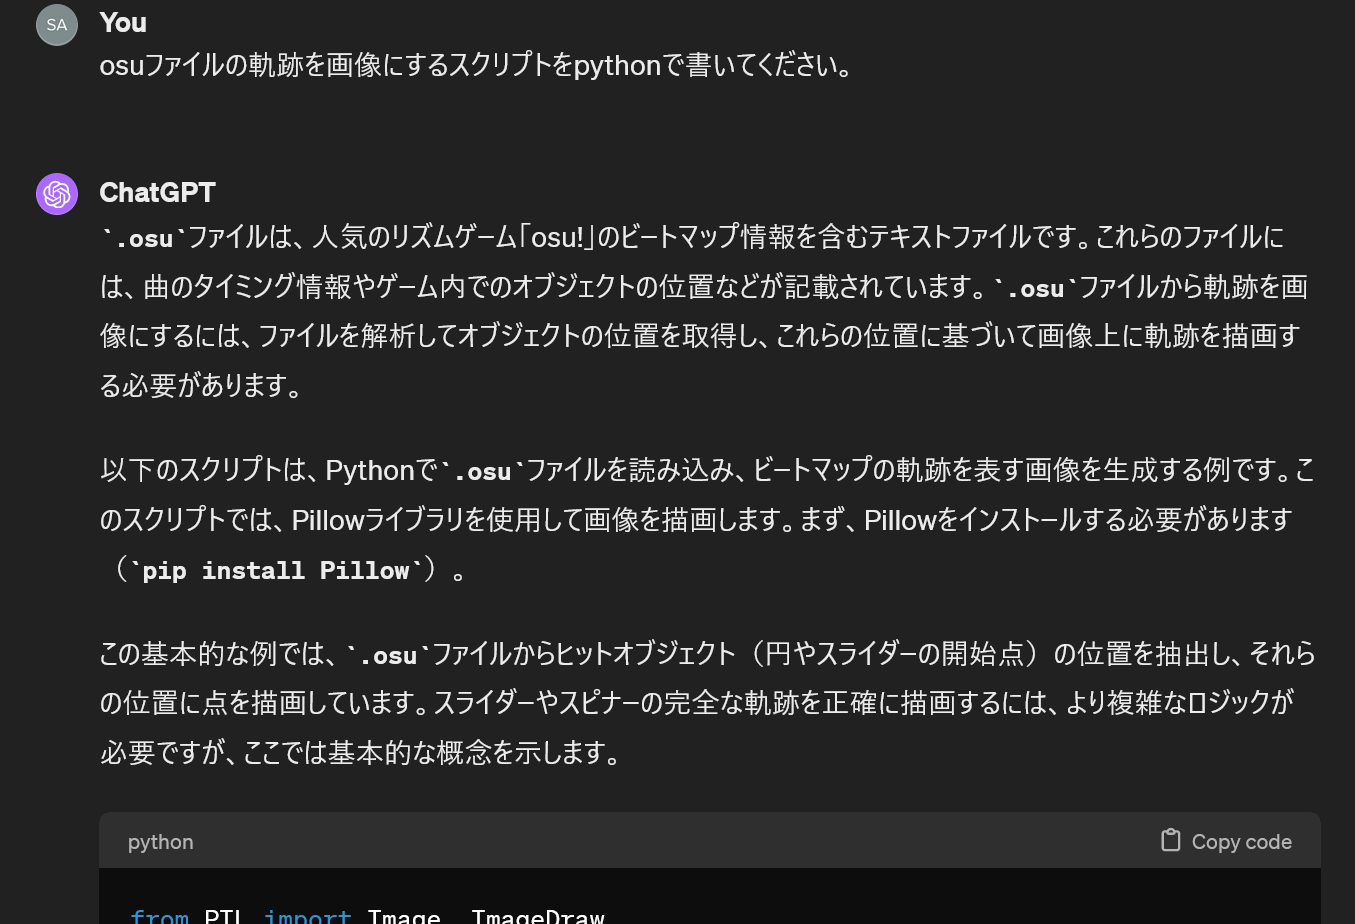 SA
You
osuファイルの軌跡を画像にするスクリプトをpythonで書いてください。
ChatGPT
`.osu`ファイルは、人気のリズムゲーム「osu!」のビートマップ情報を含むテキストファイルです。これらのファイルに
は、曲のタイミング情報やゲーム内でのオブジェクトの位置などが記載されています。`.osu`ファイルから軌跡を画
像にするには、ファイルを解析してオブジェクトの位置を取得し、これらの位置に基づいて画像上に軌跡を描画す
る必要があります。
以下のスクリプトは、Pythonで`.osu`ファイルを読み込み、ビートマップの軌跡を表す画像を生成する例です。こ
のスクリプトでは、Pillowライブラリを使用して画像を描画します。まず、Pillowをインストールする必要があります
（`pip install Pillow`）。
この基本的な例では、`.osu`ファイルからヒットオブジェクト（円やスライダーの開始点）の位置を抽出し、それら
の位置に点を描画しています。スライダーやスピナーの完全な軌跡を正確に描画するには、より複雑なロジックが
必要ですが、ここでは基本的な概念を示します。
python
Copy code
from PIL import Image, ImageDraw